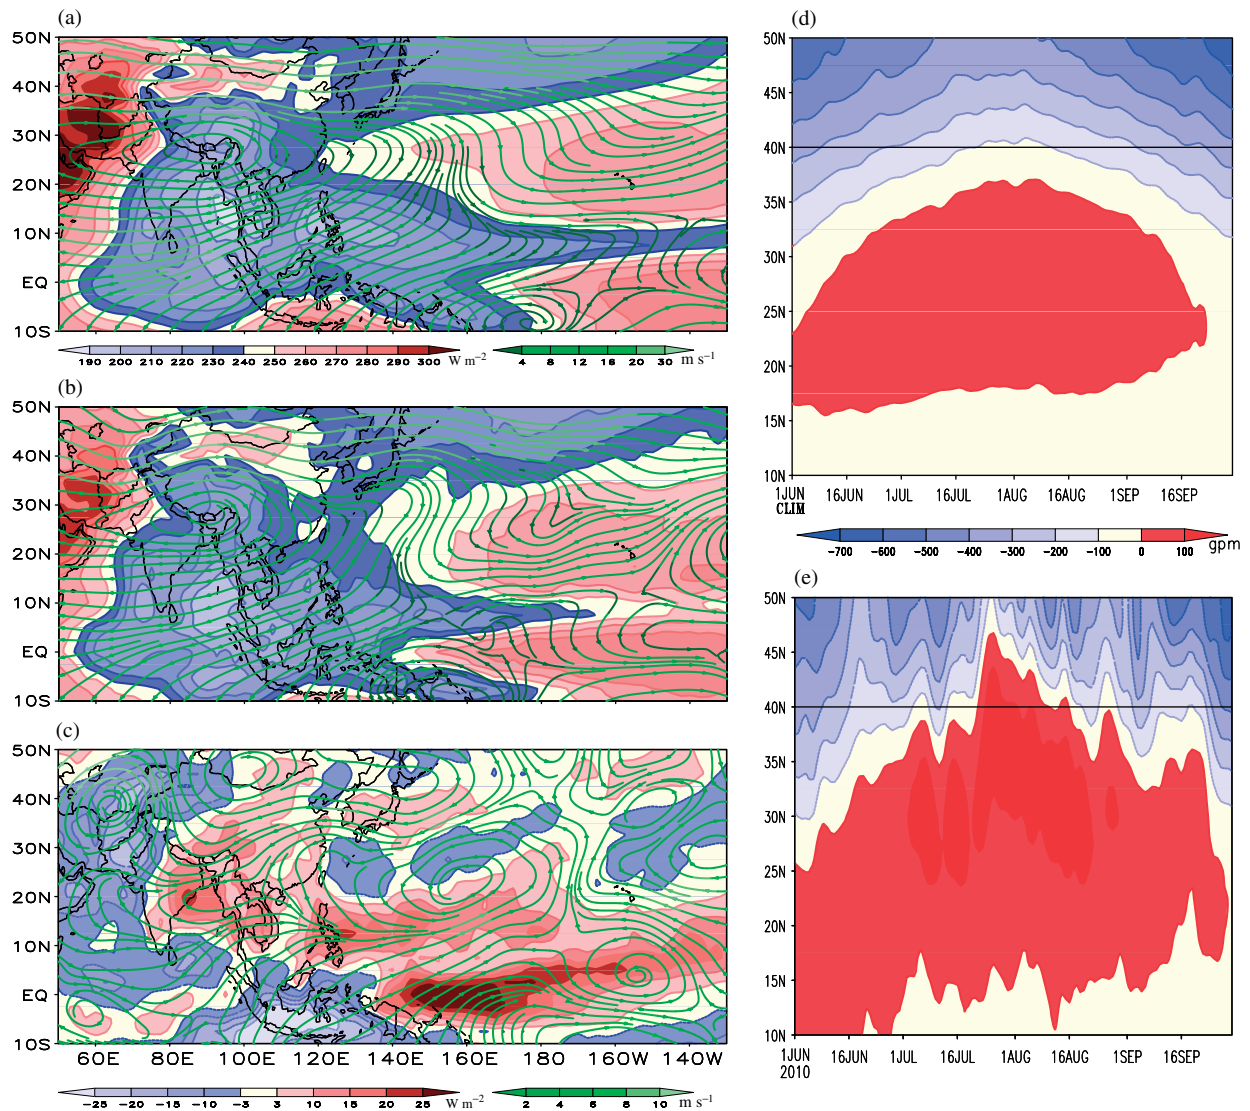 (a)
50N
40N
30N
20N
10N
EQ
10S
190 200 210 220 230 240 250 260 270 280 290 300 W m−2
4 8 12 16 20 30 m s−1
(b)
50N
40N
30N
20N
10N
EQ
10S
(c)
50N
40N
30N
20N
10N
EQ
10S
60E 80E 100E 120E 140E 160E 180 160W 140W
−25 −20 −15 −10 −5 −3 3 10 15 20 25 W m−2
2 4 6 8 10 m s−1
(d)
50N
45N
40N
35N
30N
25N
20N
15N
10N
1JUN 16JUN 1JUL 16JUL 1AUG 16AUG 1SEP 16SEP
CLIM
−700 −600 −500 −400 −300 −200 −100 0 100 gpm
(e)
50N
45N
40N
35N
30N
25N
20N
15N
10N
1JUN 16JUN 1JUL 16JUL 1AUG 16AUG 1SEP 16SEP
2010